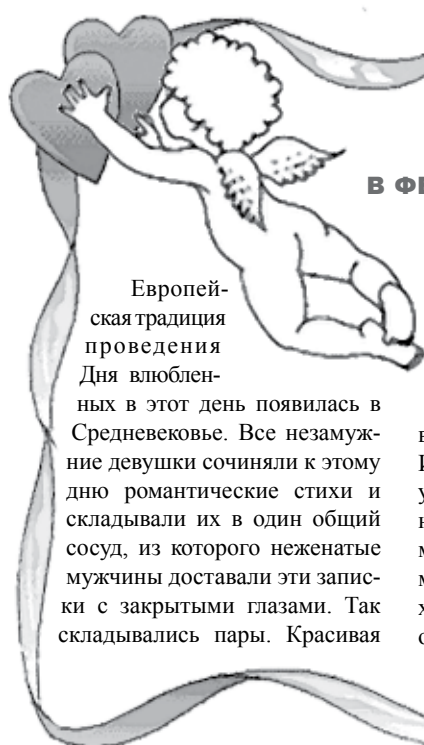 В ФЕ
Европей-
ская традиция
проведения
Дня влюблен-
ных в этот день появилась в
Средневековье. Все незамуж-
ние девушки сочиняли к этому
дню романтические стихи и
складывали их в один общий
сосуд, из которого неженатые
мужчины доставали эти запис-
ки с закрытыми глазами. Так
складывались пары. Красивая